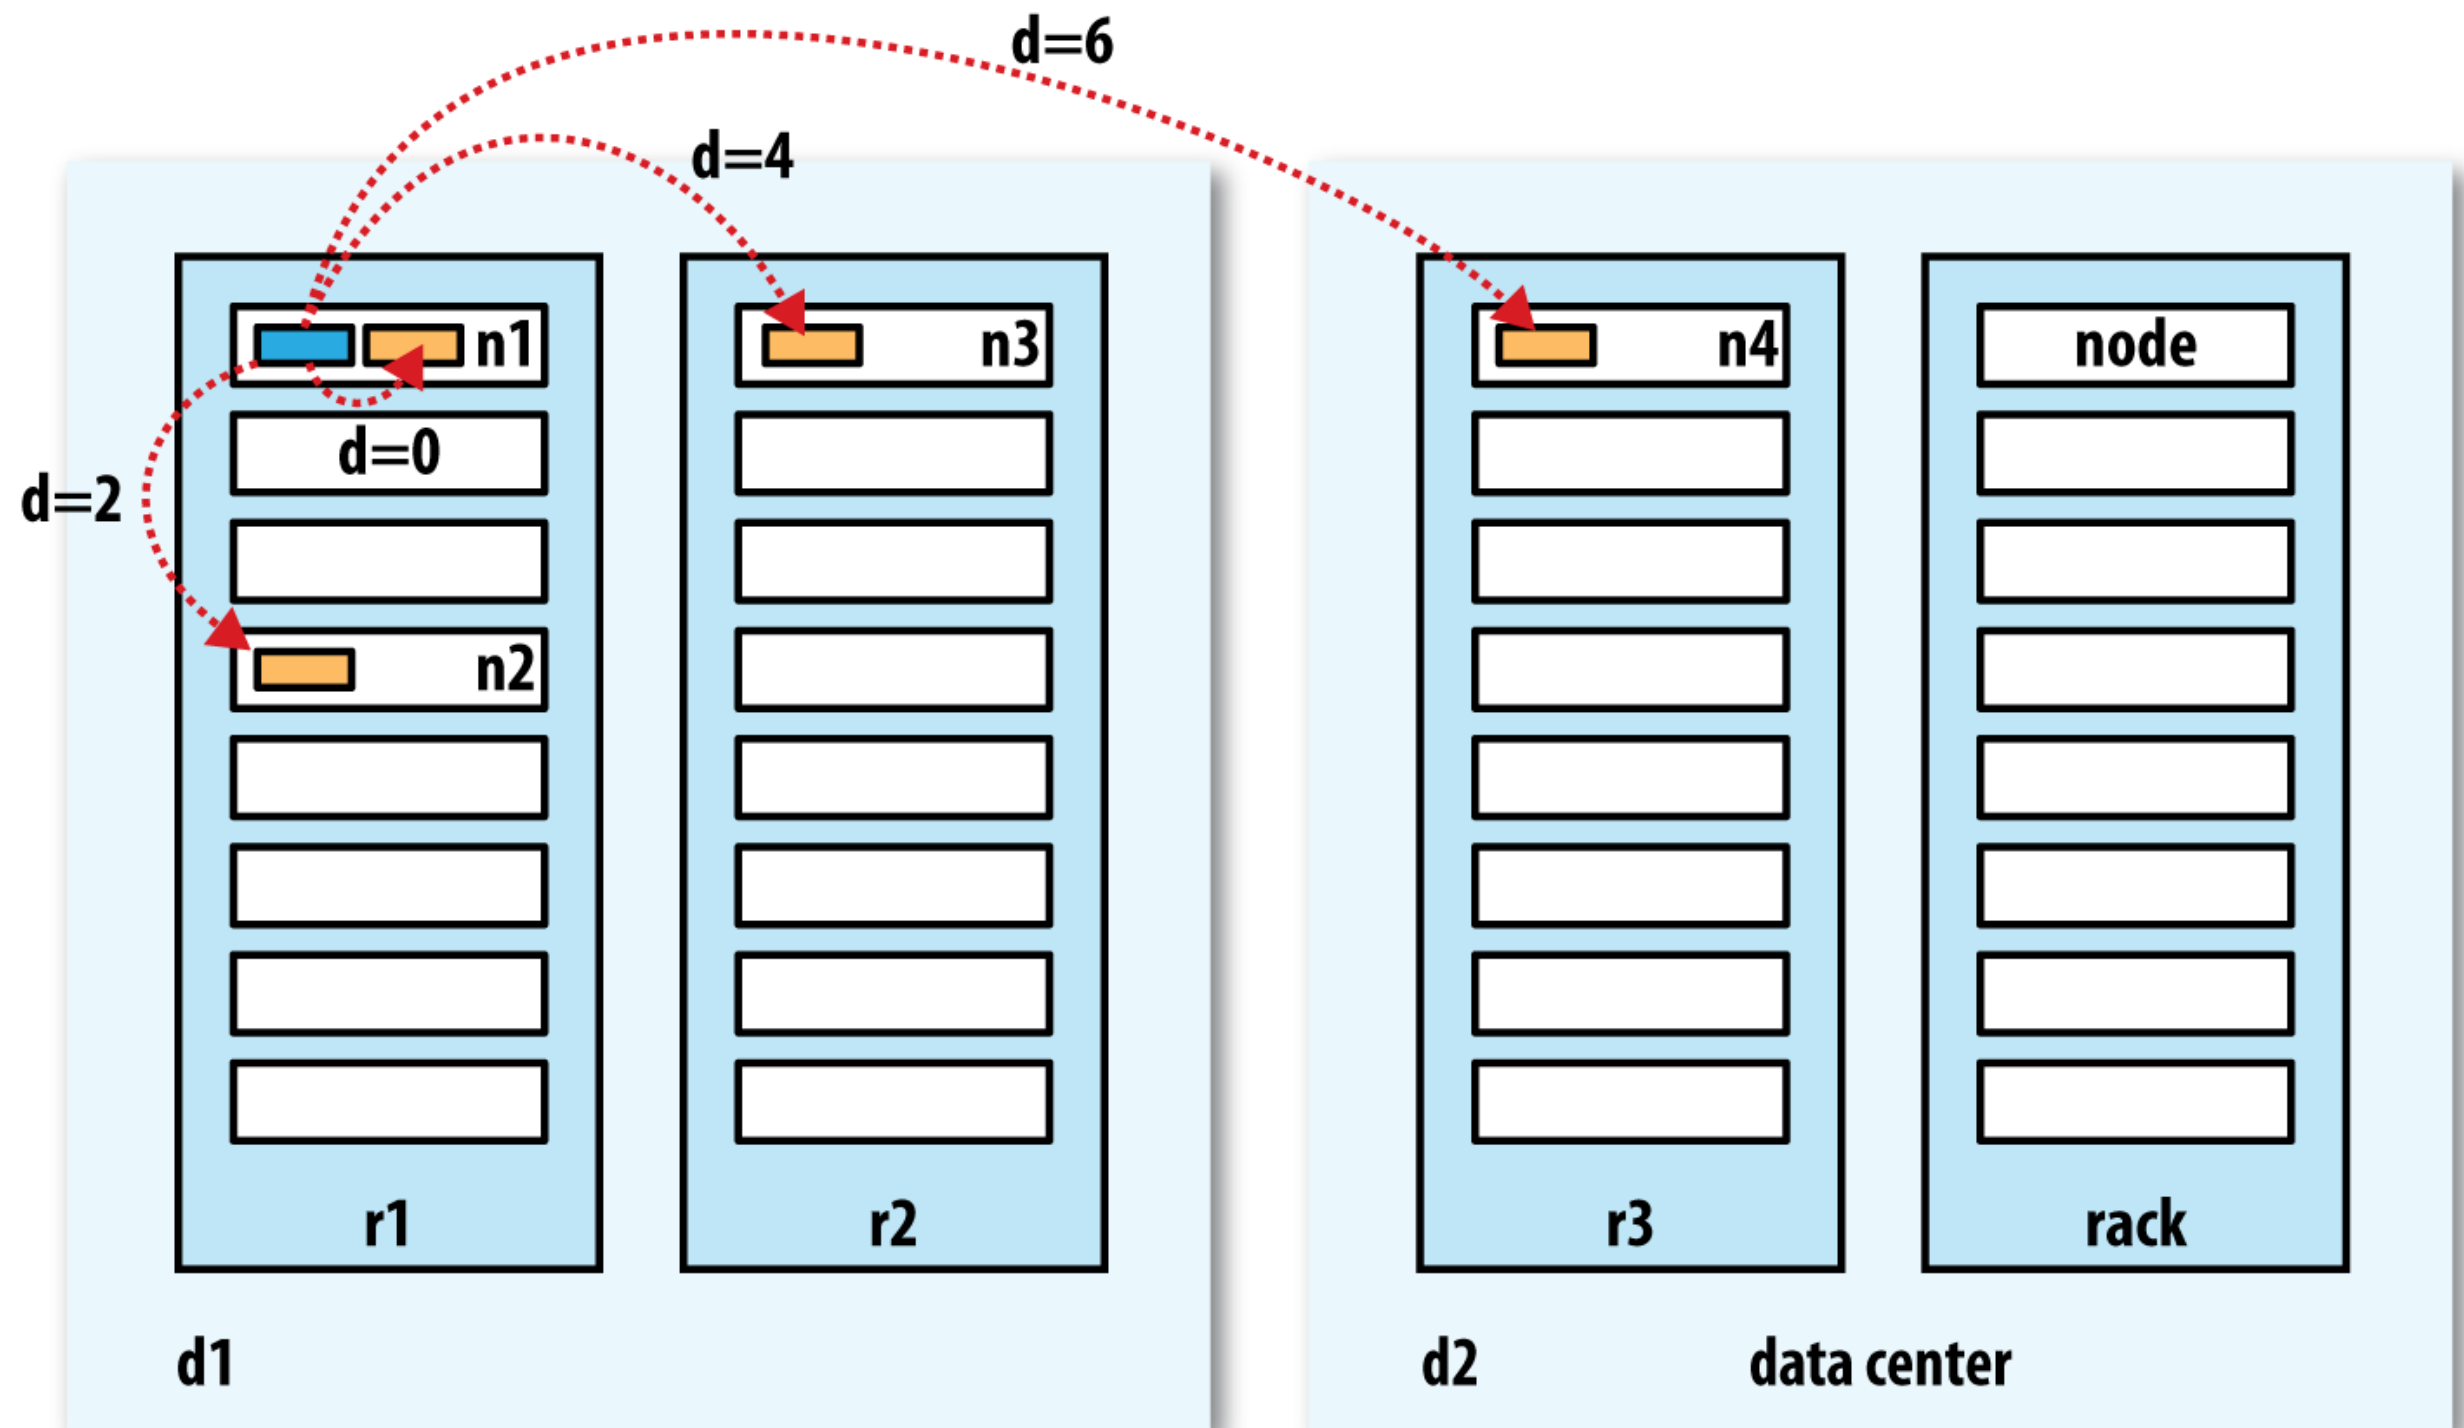 d=6
d=4
n1
n3
n4
node
d=0
d=2
n2
r1
r2
r3
rack
d1
d2
data center